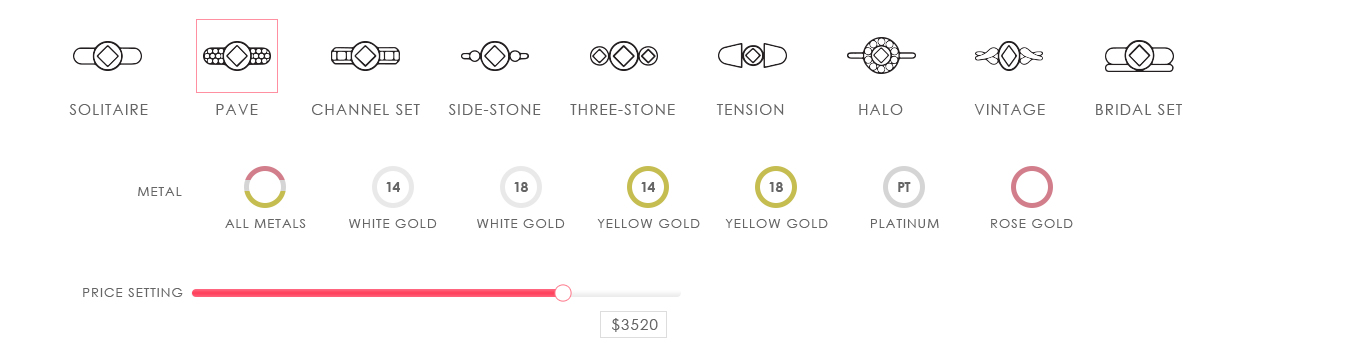 SOLITAIRE PAVE CHANNEL SET SIDE-STONE THREE-STONE TENSION HALO VINTAGE BRIDAL SET
METAL 14 18 14 18 PT
ALL METALS WHITE GOLD WHITE GOLD YELLOW GOLD YELLOW GOLD PLATINUM ROSE GOLD
PRICE SETTING
$3520